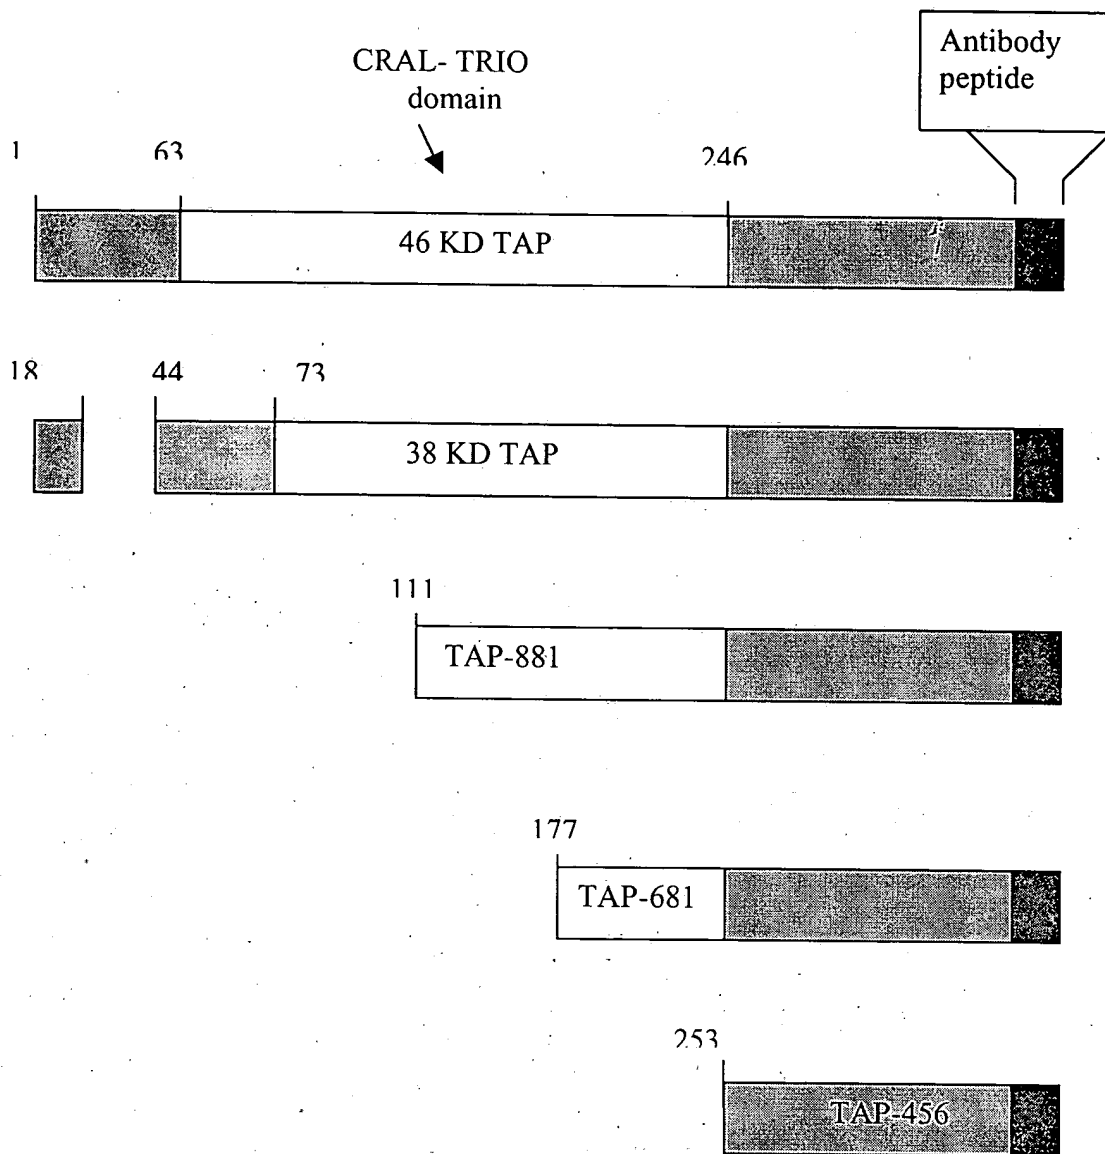 Antibody
peptide
CRAL- TRIO
domain
1 63 246
46 KD TAP
18 44 73
38 KD TAP
111
TAP-881
177
TAP-681
253
TAP-456